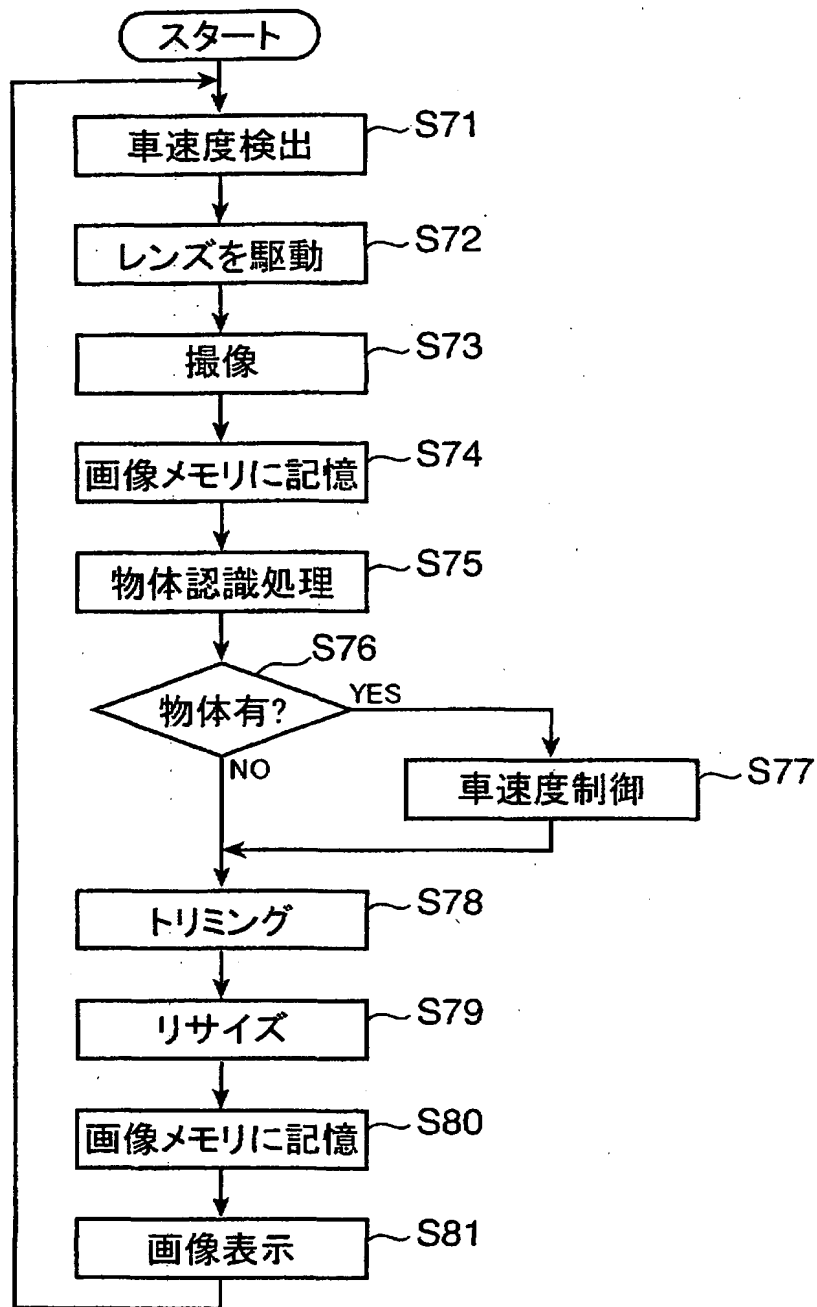 スタート
車速度検出
S71
レンズを駆動
S72
撮像
S73
画像メモリに記憶
S74
物体認識処理
S75
S76
物体有?
YES
NO
車速度制御
S77
トリミング
S78
リサイズ
S79
画像メモリに記憶
S80
画像表示
S81